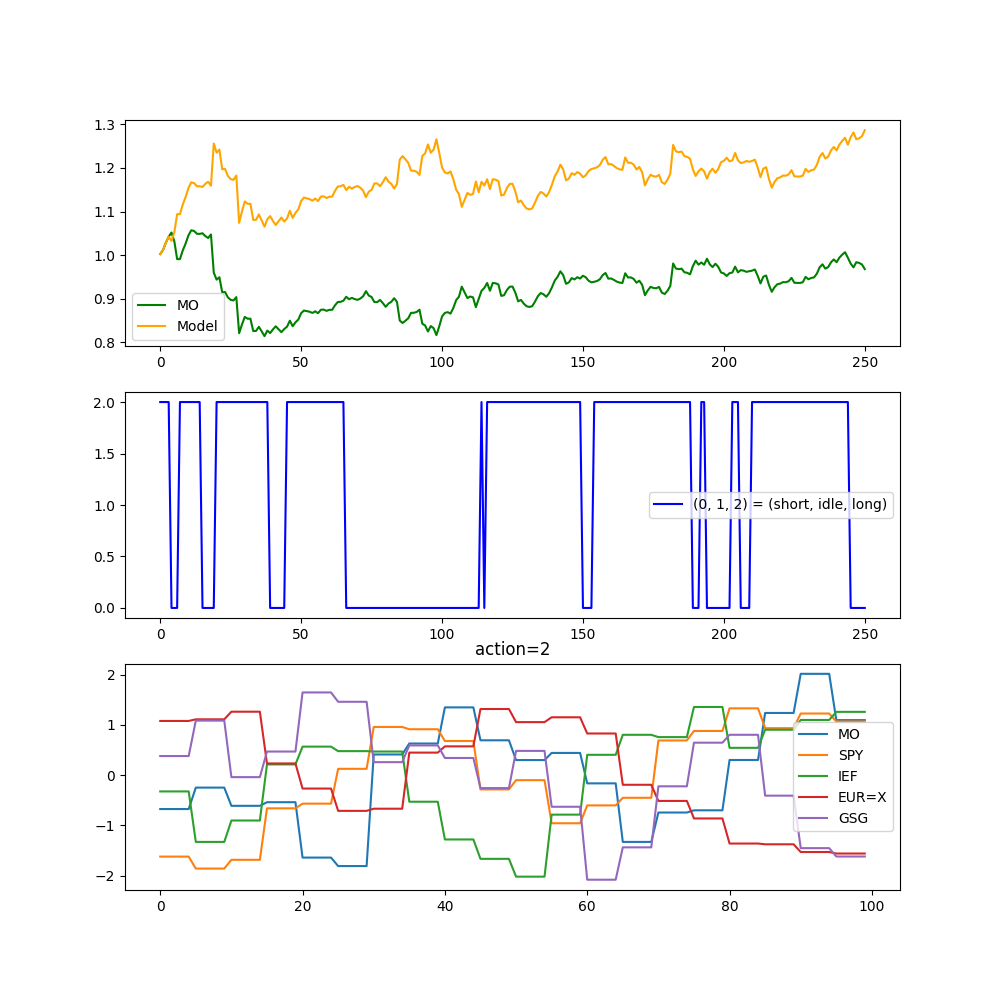 1.3
1.2
1.1
1.0
0.9
0.8
MO
Model
0 50 100 150 200 250
2.0
1.5
1.0
0.5
0.0
(0, 1, 2) = (short, idle, long)
0 50 100 150 200 250
action=2
2
1
0
−1
−2
MO
SPY
IEF
EUR=X
GSG
0 20 40 60 80 100